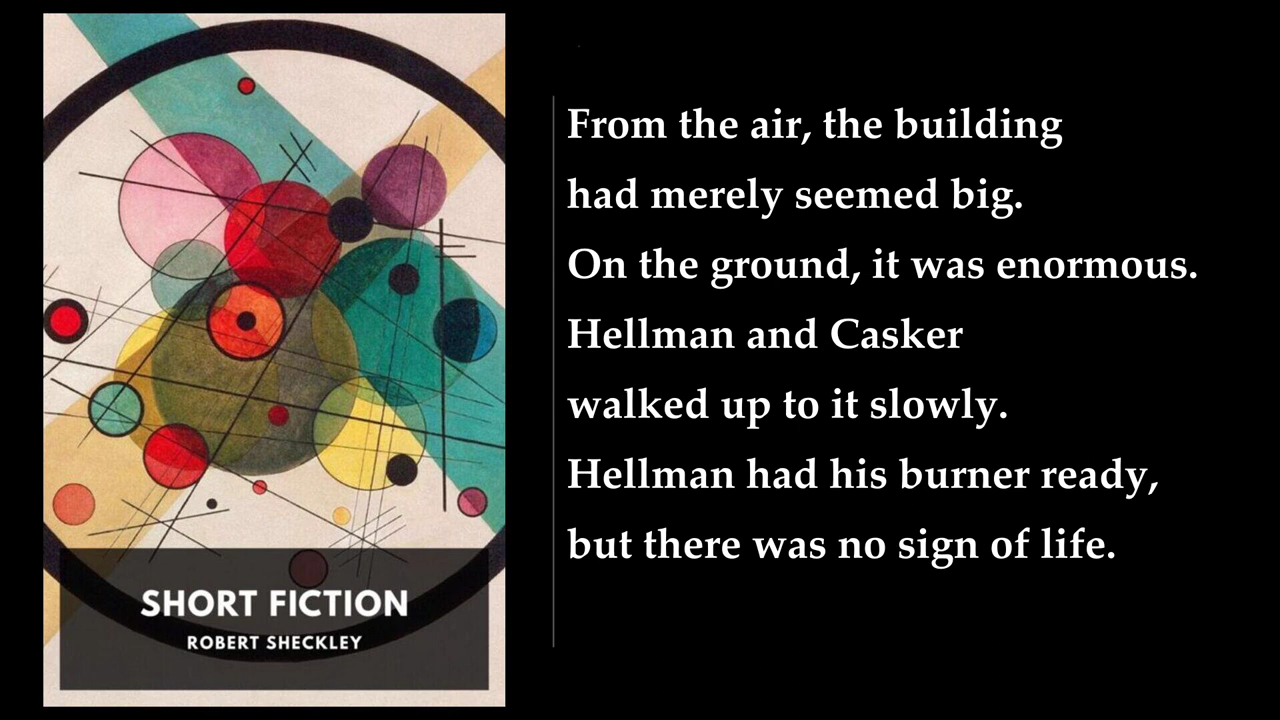 SHORT FICTION
ROBERT SHECKLEY
From the air, the building
had merely seemed big.
On the ground, it was enormous.
Hellman and Casker
walked up to it slowly.
Hellman had his burner ready,
but there was no sign of life.